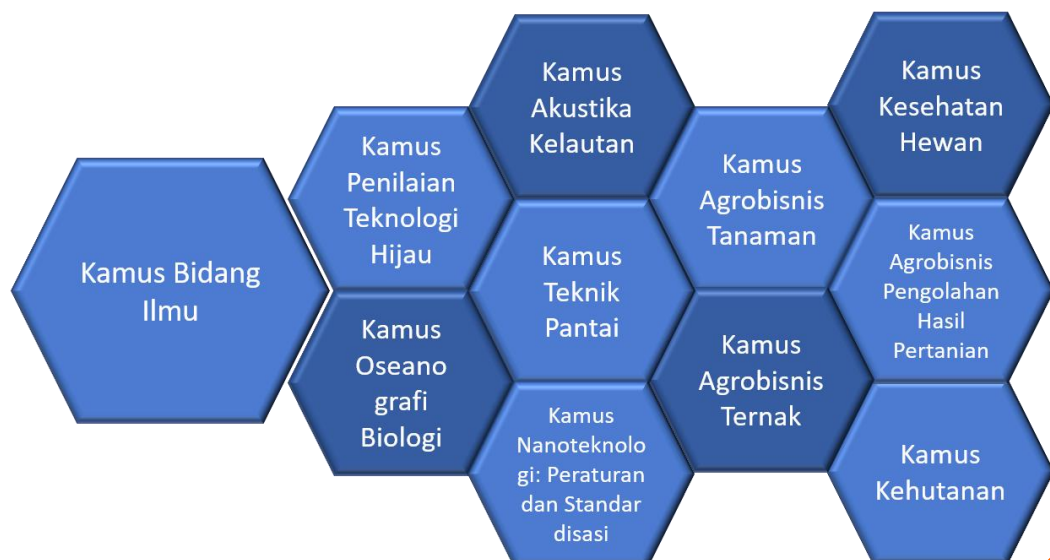 Kamus Bidang
Ilmu
Kamus
Penilaian
Teknologi
Hijau
Kamus
Oseano
grafi
Biologi
Kamus
Akustika
Kelautan
Kamus
Teknik
Pantai
Kamus
Nanoteknolo
gi: Peraturan
dan Standar
disasi
Kamus
Agrobisnis
Tanaman
Kamus
Agrobisnis
Ternak
Kamus
Kesehatan
Hewan
Kamus
Agrobisnis
Pengolahan
Hasil
Pertanian
Kamus
Kehutanan